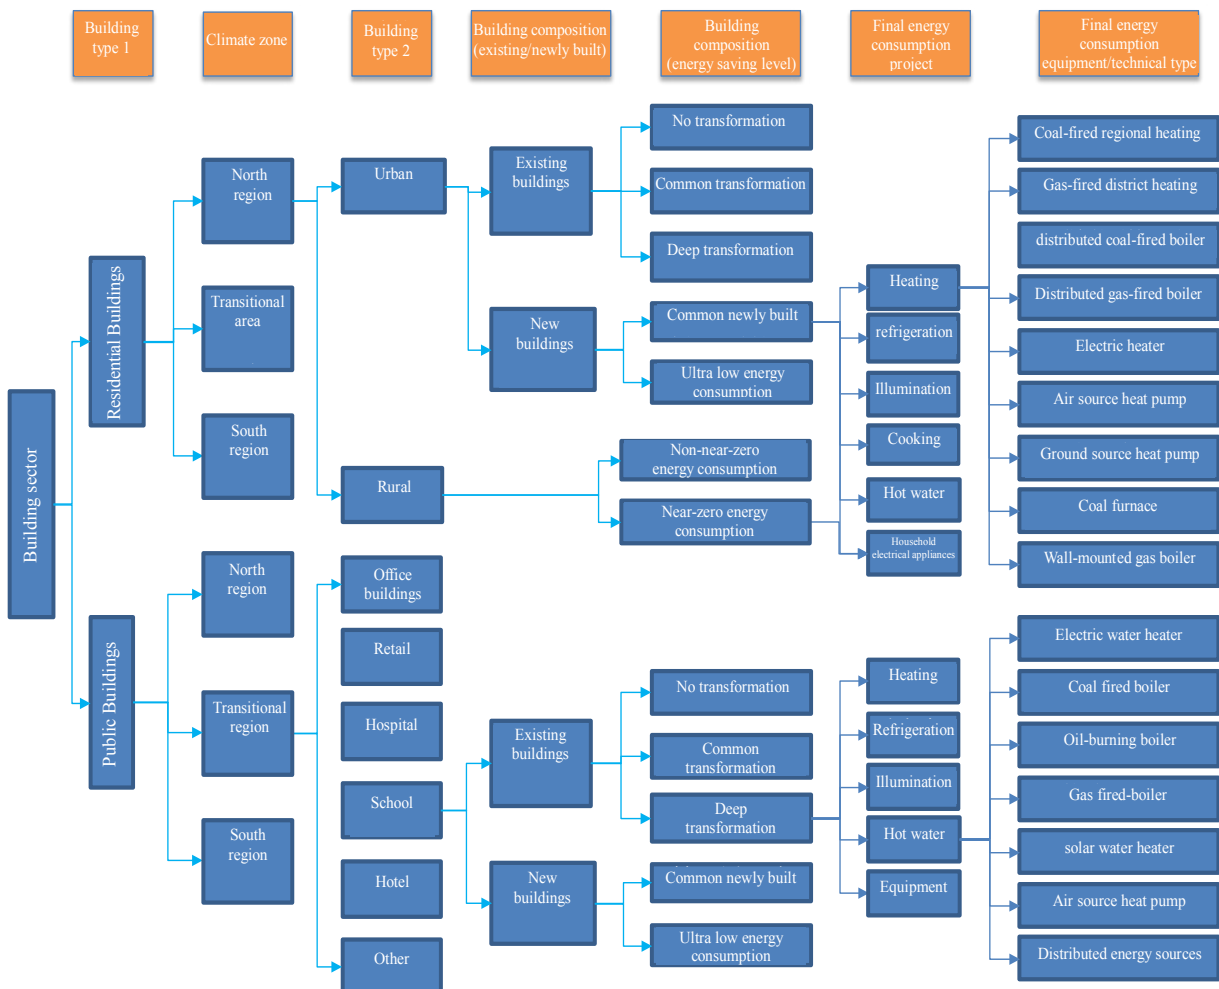 Building
type 1
Climate zone
Building
type 2
Building composition
(existing/newly built)
Building
composition
(energy saving level)
Final energy
consumption
project
Final energy
consumption
equipment/technical type
Building sector
Residential Buildings
Public Buildings
North
region
Transitional
area
South
region
North
region
Transitional
region
South
region
Urban
Rural
Office
buildings
Retail
Hospital
School
Hotel
Other
Existing
buildings
New
buildings
Existing
buildings
New
buildings
No transformation
Common transformation
Deep transformation
Common newly built
Ultra low energy
consumption
Non-near-zero
energy consumption
Near-zero energy
consumption
No transformation
Common
transformation
Deep
transformation
Common newly built
Ultra low energy
consumption
Heating
refrigeration
Illumination
Cooking
Hot water
Household
electrical appliances
Heating
Refrigeration
Illumination
Hot water
Equipment
Coal-fired regional heating
Gas-fired district heating
distributed coal-fired boiler
Distributed gas-fired boiler
Electric heater
Air source heat pump
Ground source heat pump
Coal furnace
Wall-mounted gas boiler
Electric water heater
Coal fired boiler
Oil-burning boiler
Gas fired-boiler
solar water heater
Air source heat pump
Distributed energy sources